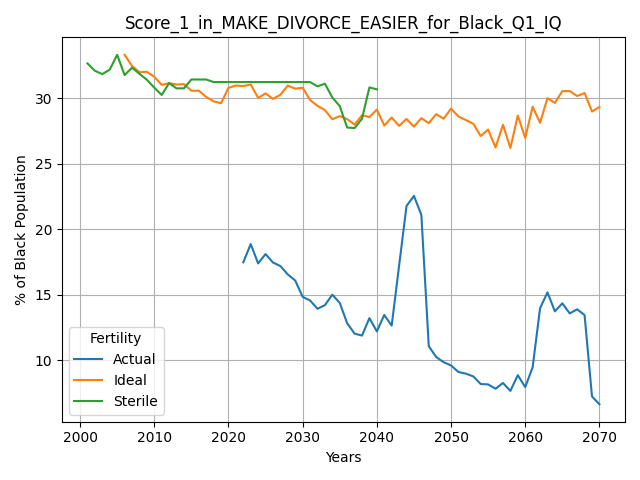 Score_1_in_MAKE_DIVORCE_EASIER_for_Black_Q1_IQ
% of Black Population
30
25
20
15
10
Fertility
Actual
Ideal
Sterile
2000 2010 2020 2030 2040 2050 2060 2070
Years